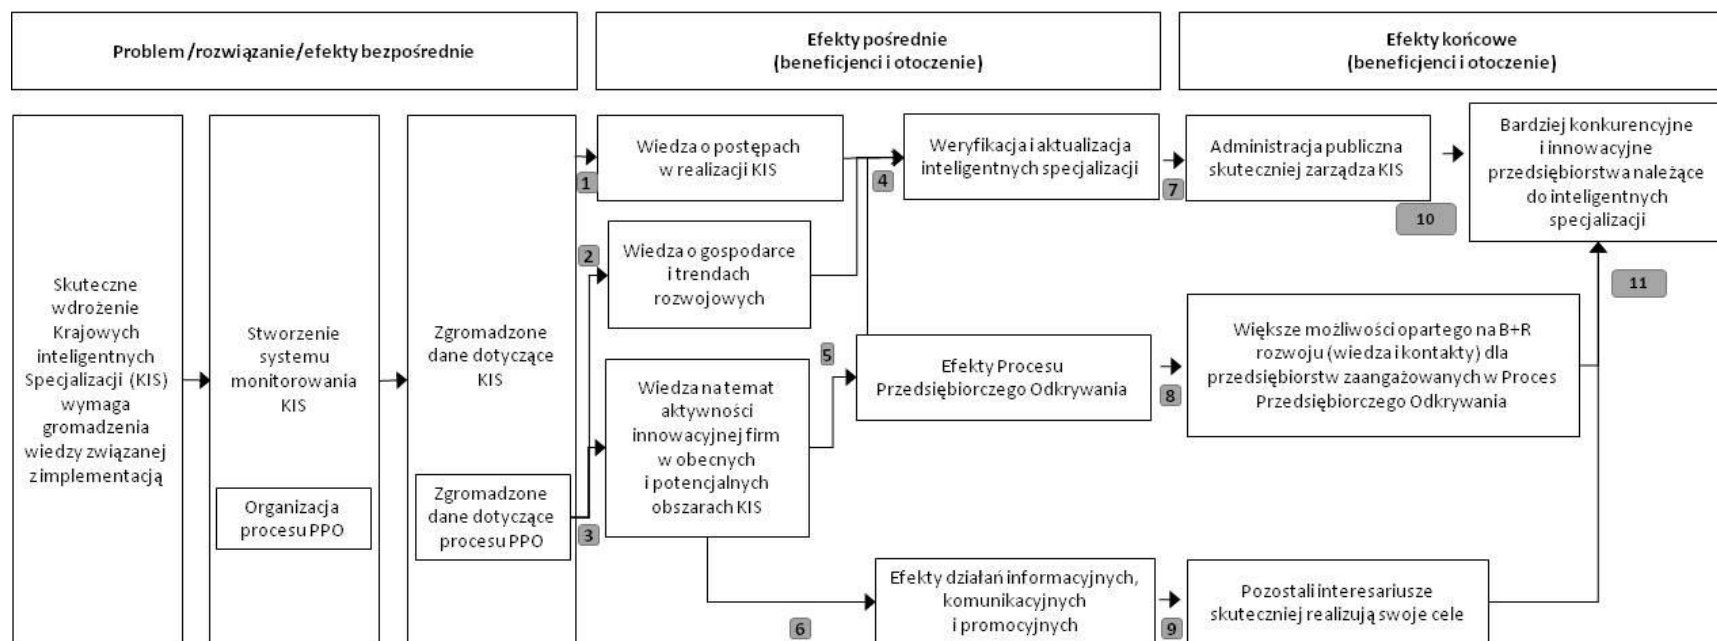 Problem /rozwiązanie/efekty bezpośrednie
Efekty pośrednie
(beneficjenci i otoczenie)
Efekty końcowe
(beneficjenci i otoczenie)
Skuteczne
wdrożenie
Krajowych
inteligentnych
Specjalizacji (KIS)
wymaga
gromadzenia
wiedzy związanej
z implementacją
Stworzenie
systemu
monitorowania
KIS
Organizacja
procesu PPO
Zgromadzone
dane dotyczące
KIS
Zgromadzone
dane dotyczące
procesu PPO
1
2
3
Wiedza o postępach
w realizacji KIS
Wiedza o gospodarce
i trendach
rozwojowych
Wiedza na temat
aktywności
innowacyjnej firm
w obecnych
i potencjalnych
obszarach KIS
4
5
6
Weryfikacja i aktualizacja
inteligentnych specjalizacji
Efekty Procesu
Przedsiębiorczego Odkrywania
Efekty działań informacyjnych,
komunikacyjnych
i promocyjnych
7
8
9
Administracja publiczna
skuteczniej zarządza KIS
Większe możliwości opartego na B+R
rozwoju (wiedza i kontakty) dla
przedsiębiorstw zaangażowanych w Proces
Przedsiębiorczego Odkrywania
Pozostali interesariusze
skuteczniej realizują swoje cele
10
11
Bardziej konkurencyjne
i innowacyjne
przedsiębiorstwa należące
do inteligentnych
specjalizacji